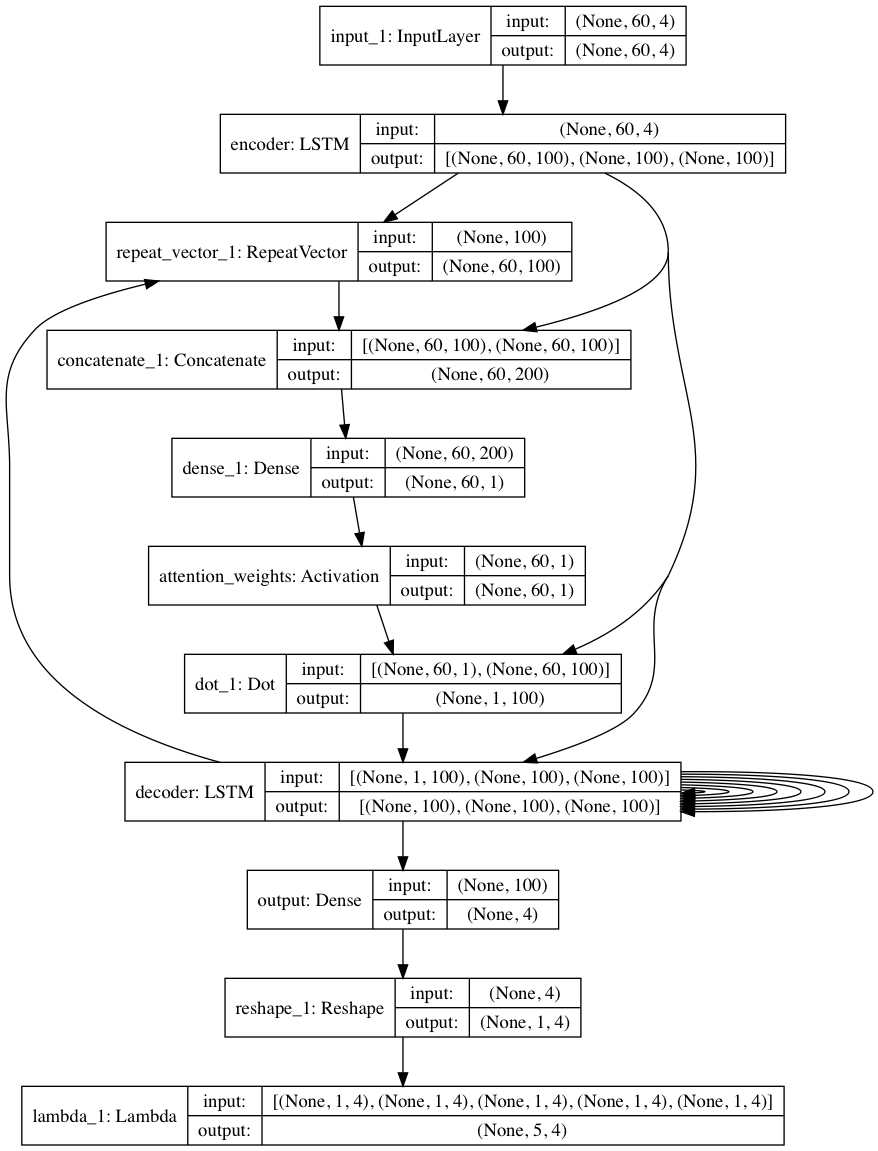 input_1: InputLayer
input: (None, 60, 4)
output: (None, 60, 4)
encoder: LSTM
input: (None, 60, 4)
output: [(None, 60, 100), (None, 100), (None, 100)]
repeat_vector_1: RepeatVector
input: (None, 100)
output: (None, 60, 100)
concatenate_1: Concatenate
input: [(None, 60, 100), (None, 60, 100)]
output: (None, 60, 200)
dense_1: Dense
input: (None, 60, 200)
output: (None, 60, 1)
attention_weights: Activation
input: (None, 60, 1)
output: (None, 60, 1)
dot_1: Dot
input: [(None, 60, 1), (None, 60, 100)]
output: (None, 1, 100)
decoder: LSTM
input: [(None, 1, 100), (None, 100), (None, 100)]
output: [(None, 100), (None, 100), (None, 100)]
output: Dense
input: (None, 100)
output: (None, 4)
reshape_1: Reshape
input: (None, 4)
output: (None, 1, 4)
lambda_1: Lambda
input: [(None, 1, 4), (None, 1, 4), (None, 1, 4), (None, 1, 4), (None, 1, 4)]
output: (None, 5, 4)